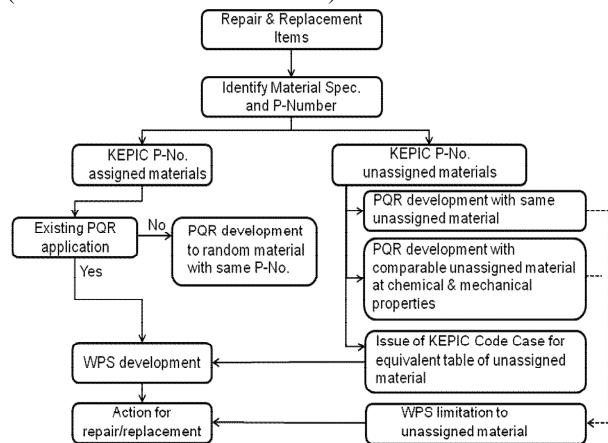 Repair & Replacement
Items
Identify Material Spec.
and P-Number
KEPIC P-No.
assigned materials
KEPIC P-No.
unassigned materials
Existing PQR
application
No
Yes
PQR development
to random material
with same P-No.
PQR development with same
unassigned material
PQR development with
comparable unassigned material
at chemical & mechanical
properties
Issue of KEPIC Code Case for
equivalent table of unassigned
material
WPS development
Action for
repair/replacement
WPS limitation to
unassigned material